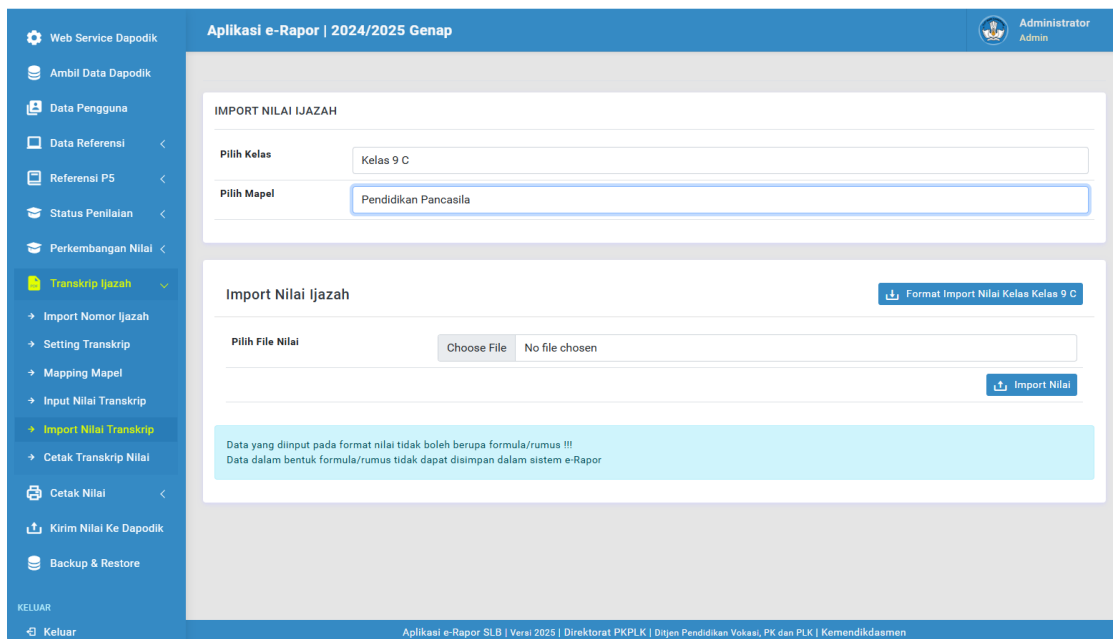 Web Service Dapodik
Ambil Data Dapodik
Data Pengguna
Data Referensi
Referensi P5
Status Penilaian
Perkembangan Nilai
Transkrip Ijazah
Import Nomor Ijazah
Setting Transkrip
Mapping Mapel
Input Nilai Transkrip
Import Nilai Transkrip
Cetak Transkrip Nilai
Cetak Nilai
Kirim Nilai Ke Dapodik
Backup & Restore
KELUAR
Keluar
Aplikasi e-Rapor | 2024/2025 Genap
Administrator
Admin
IMPORT NILAI IJAZAH
Pilih Kelas
Kelas 9 C
Pilih Mapel
Pendidikan Pancasila
Import Nilai Ijazah
Format Import Nilai Kelas Kelas 9 C
Pilih File Nilai
Choose File No file chosen
Import Nilai
Data yang diinput pada format nilai tidak boleh berupa formula/rumus !!!
Data dalam bentuk formula/rumus tidak dapat disimpan dalam sistem e-Rapor
Aplikasi e-Rapor SLB | Versi 2025 | Direktorat PKPLK | Ditjen Pendidikan Vokasi, PK dan PLK | Kemendikdasmen